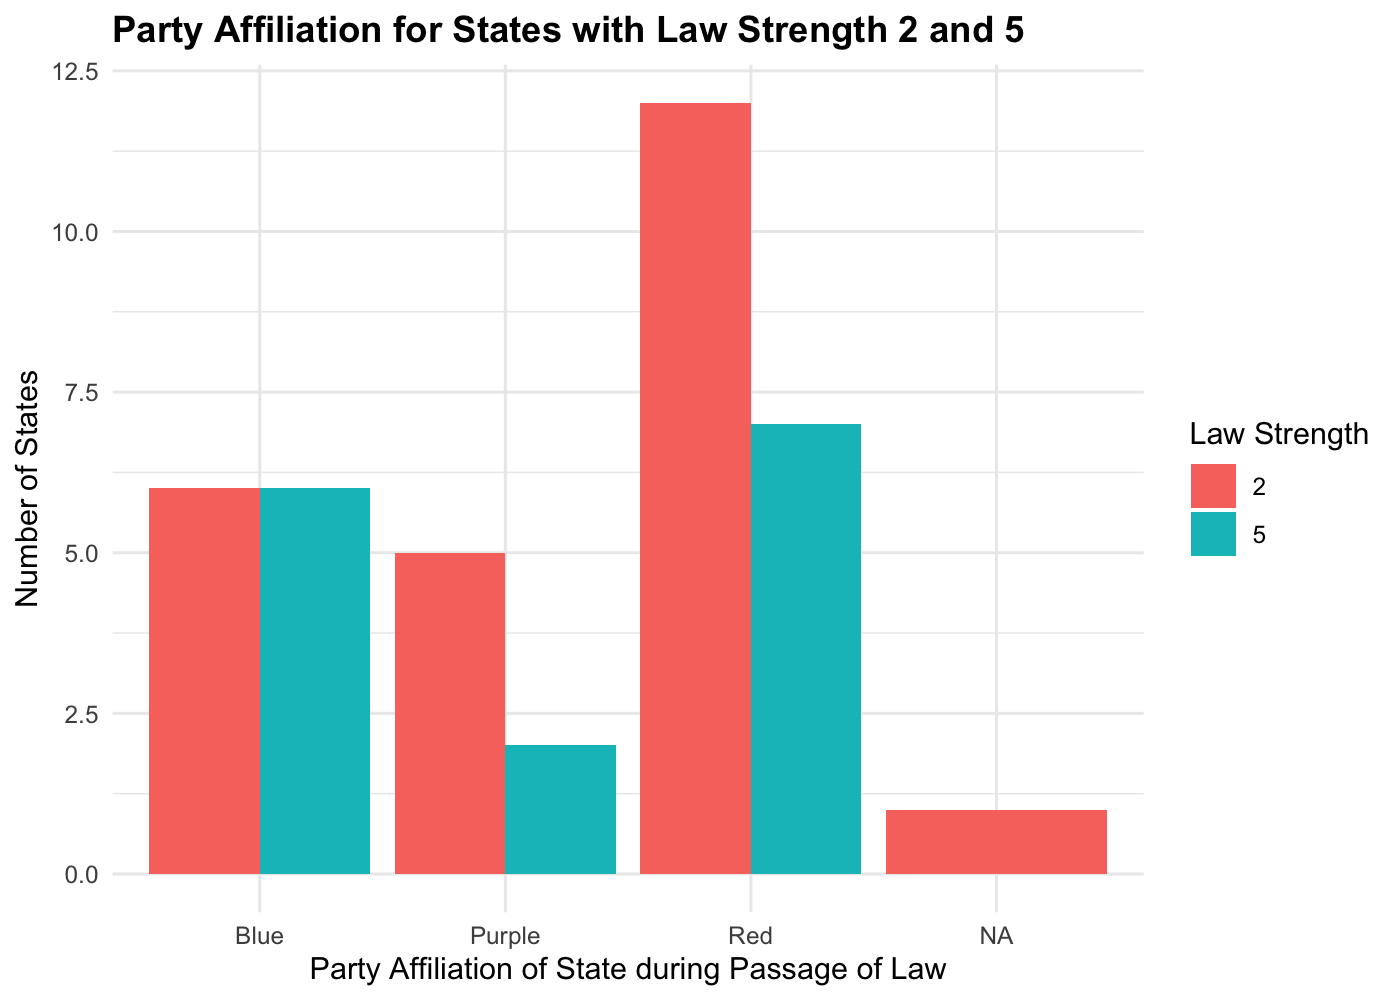 Party Affiliation for States with Law Strength 2 and 5
12.5
10.0
7.5
5.0
2.5
0.0
Number of States
Blue Purple Red NA
Party Affiliation of State during Passage of Law
Law Strength
2
5